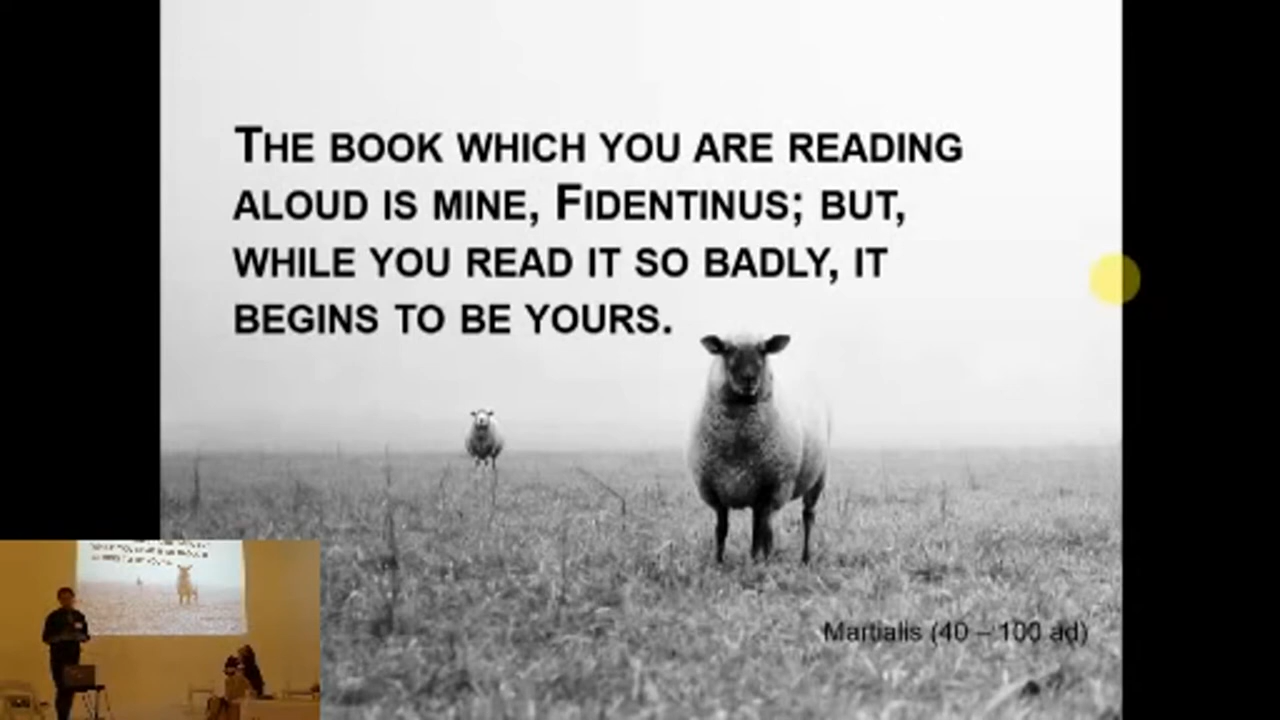 THE BOOK WHICH YOU ARE READING
ALOUD IS MINE, FIDENTINUS; BUT,
WHILE YOU READ IT SO BADLY, IT
BEGINS TO BE YOURS.
Martialis (40 – 100 ad)